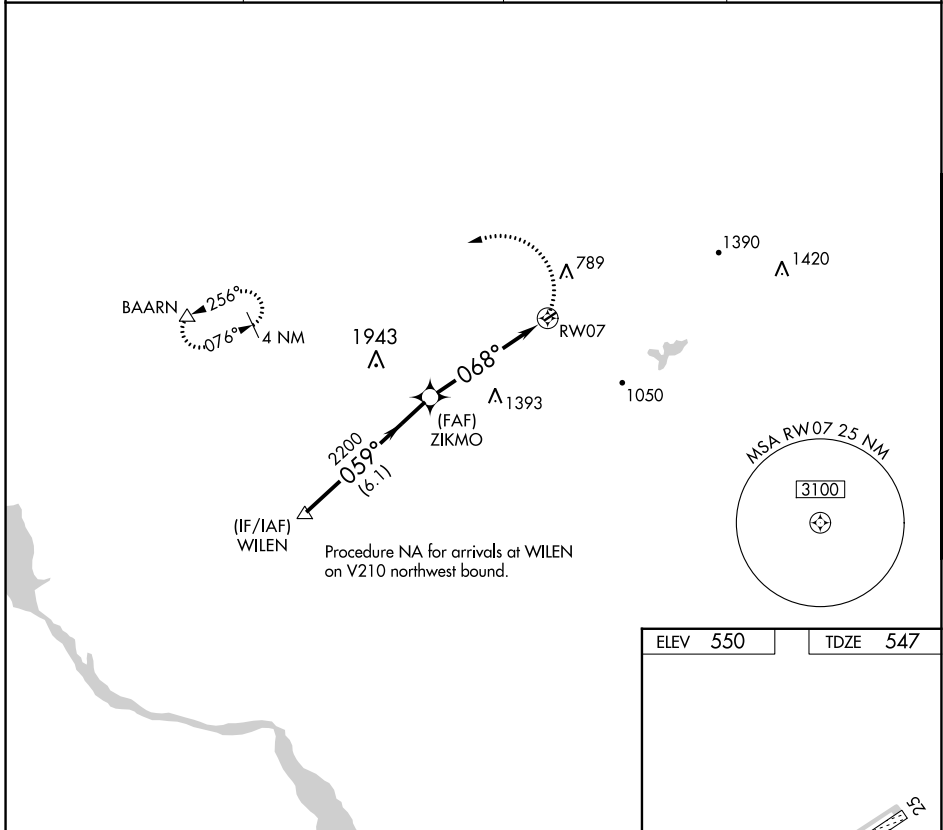 1390
1420
789
BAARN
256°
076°
4 NM
RW07
1943
068°
1050
1393
(FAF)
ZIKMO
2200
059°
(6.1)
MSA RW07 25 NM
3100
(IF/IAF)
WILEN
Procedure NA for arrivals at WILEN
on V210 northwest bound.
ELEV 550
TDZE 547
25